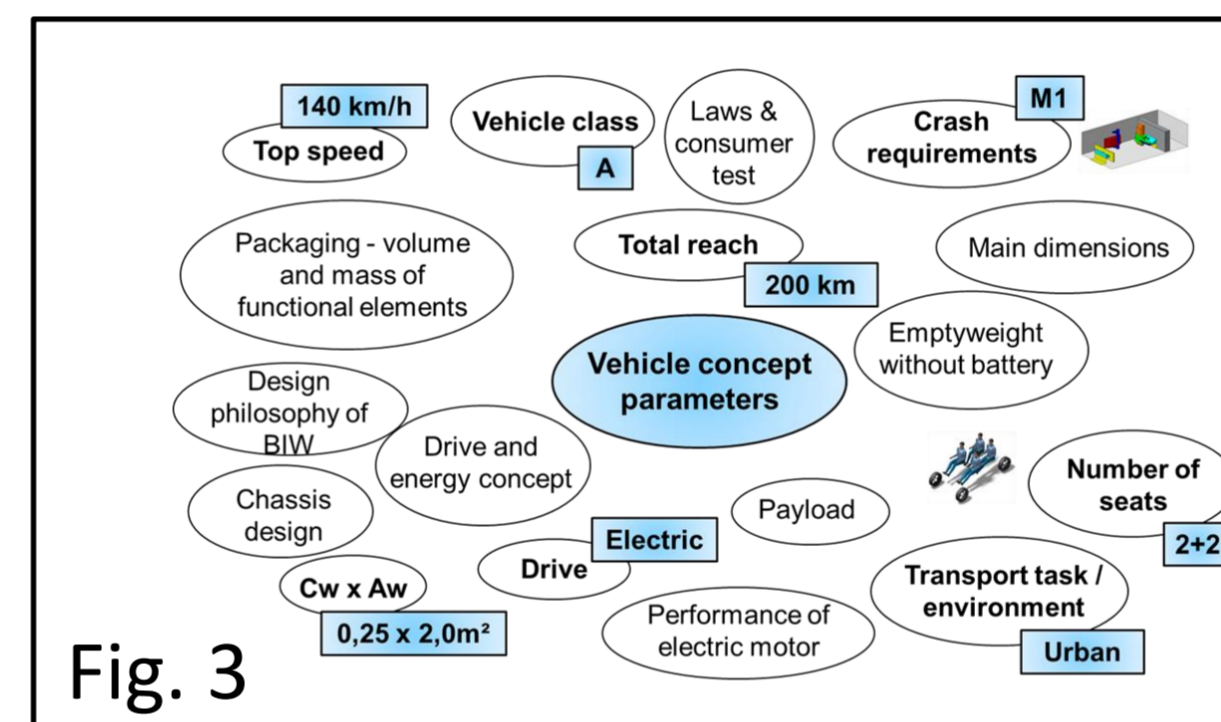 140 km/h
Top speed
Vehicle class
A
Laws &
consumer
test
M1
Crash
requirements
Packaging - volume
and mass of
functional elements
Total reach
200 km
Main dimensions
Vehicle concept
parameters
Emptyweight
without battery
Design
philosophy of
BIW
Drive and
energy concept
Chassis
design
Payload
Number of
seats
2+2
Electric
Drive
Cw x Aw
0,25 x 2,0m²
Performance of
electric motor
Transport task /
environment
Urban
Fig. 3